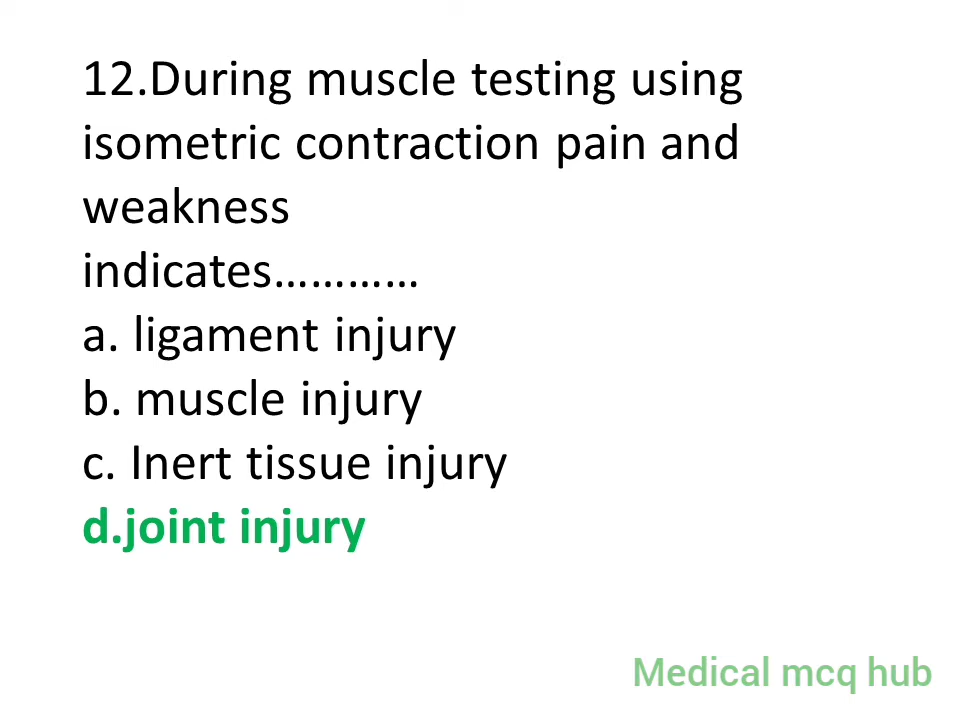 12.During muscle testing using
isometric contraction pain and
weakness
indicates…………
a. ligament injury
b. muscle injury
c. Inert tissue injury
d.joint injury
Medical mcq hub